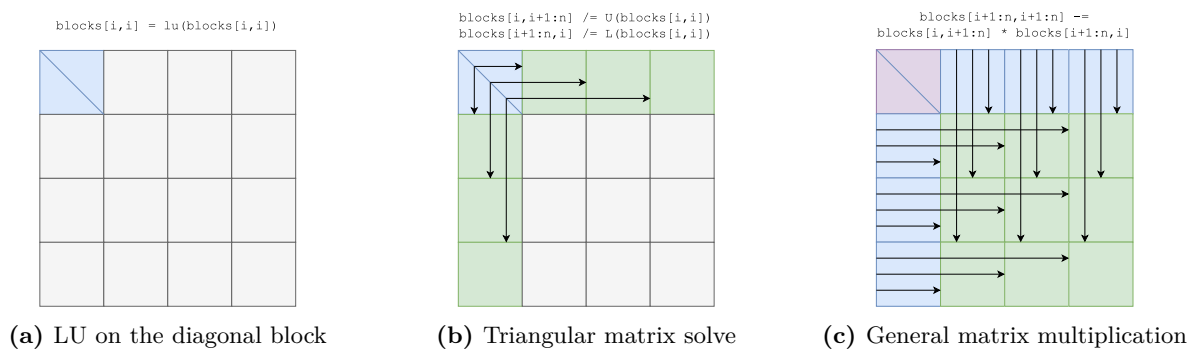 blocks[i,i] = lu(blocks[i,i])
blocks[i,i+1:n] /= U(blocks[i,i])
blocks[i+1:n,i] /= L(blocks[i,i])
blocks[i+1:n,i+1:n] -=
blocks[i,i+1:n] * blocks[i+1:n,i]
(a) LU on the diagonal block
(b) Triangular matrix solve
(c) General matrix multiplication